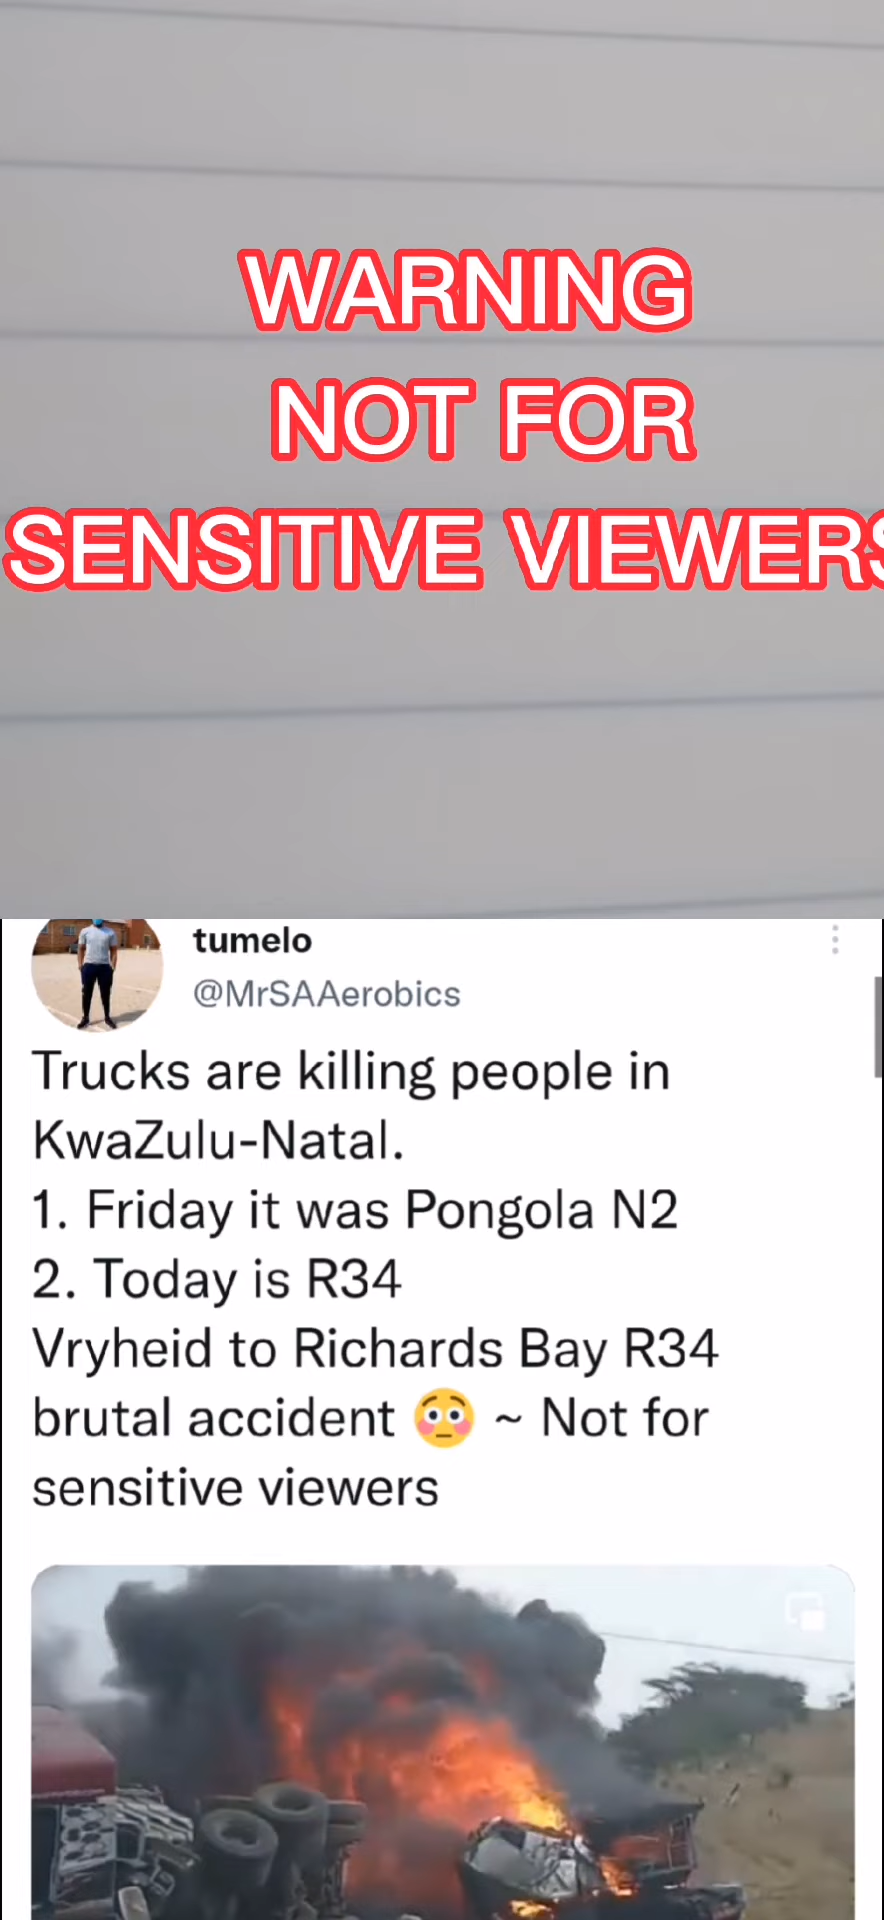 WARNING
NOT FOR
SENSITIVE VIEWERS
tumelo
@MrSAAerobics
Trucks are killing people in
KwaZulu-Natal.
1. Friday it was Pongola N2
2. Today is R34
Vryheid to Richards Bay R34
brutal accident 😳 ~ Not for
sensitive viewers